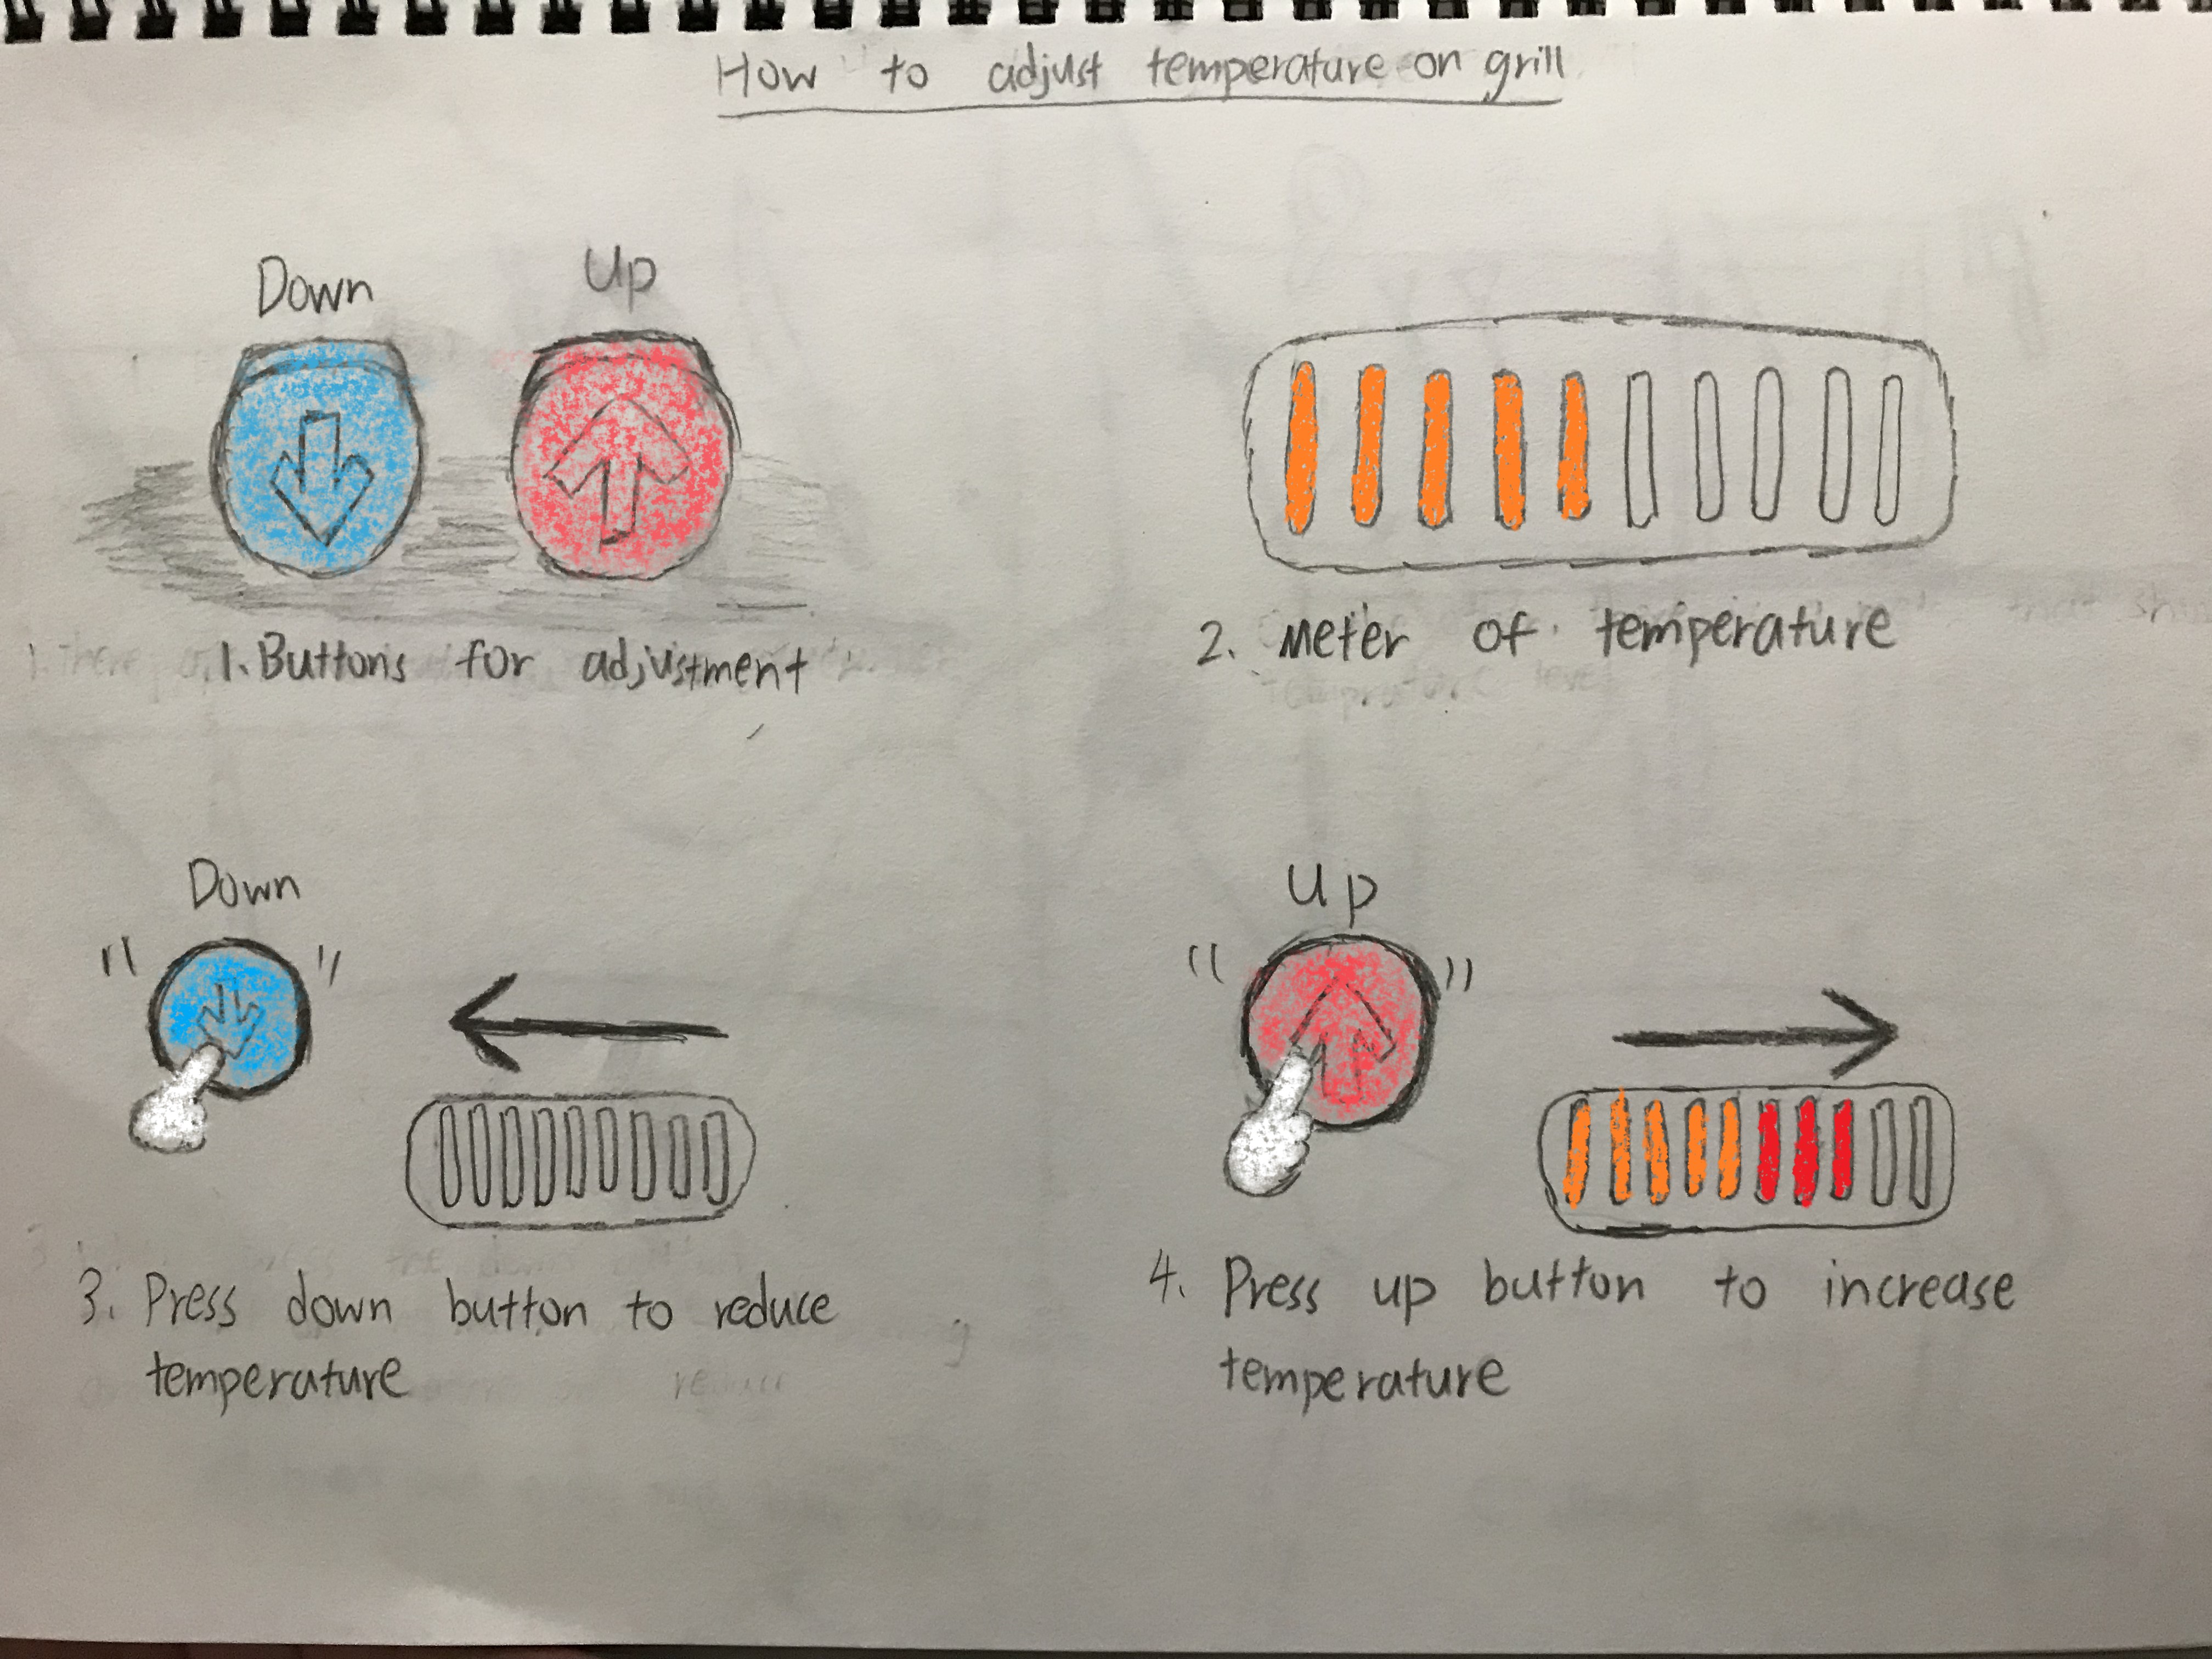 How to adjust temperature on grill
Down
Up
1. Buttons for adjustment
2. Meter of temperature
Down
3. Press down button to reduce
temperature
Up
4. Press up button to increase
temperature